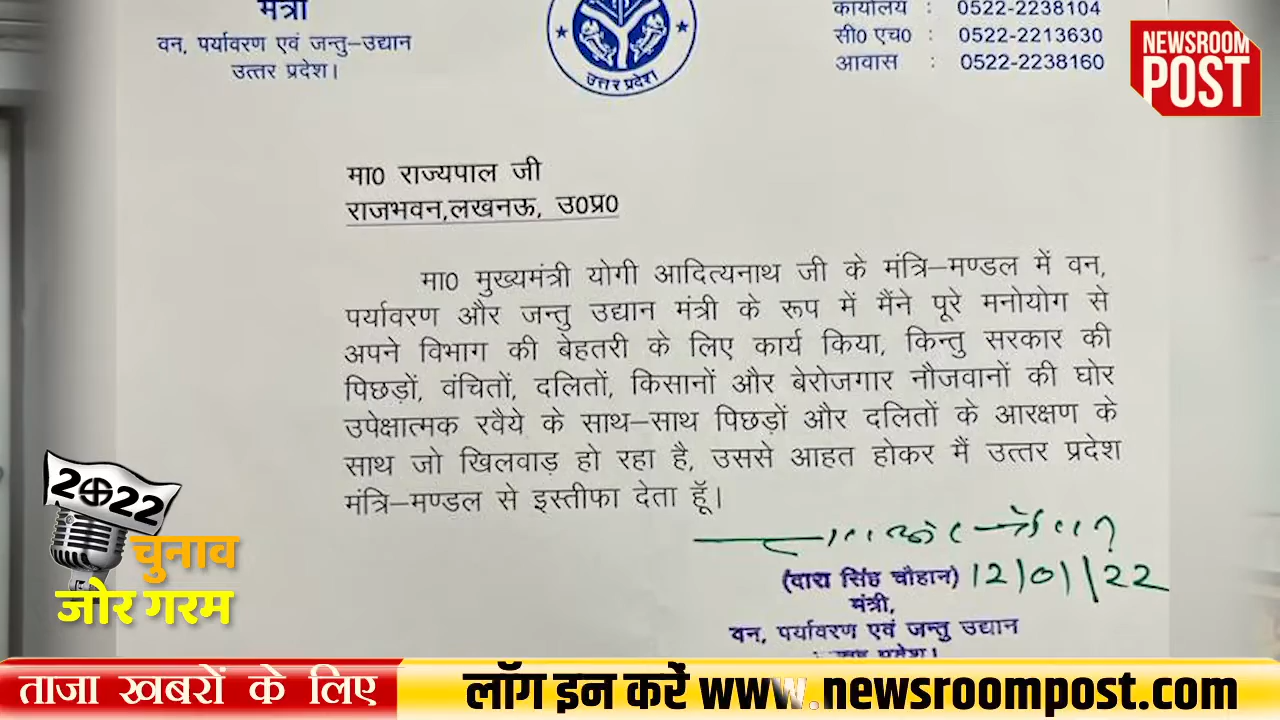 मंत्री
वन, पर्यावरण एवं जन्तु-उद्यान
उत्तर प्रदेश।
उत्तर प्रदेश
कार्यालय : 0522-2238104
सी0 एच0 : 0522-2213630
आवास : 0522-2238160
NEWSROOM
POST
मा0 राज्यपाल जी
राजभवन,लखनऊ, उ0प्र0
मा0 मुख्यमंत्री योगी आदित्यनाथ जी के मंत्रि-मण्डल में वन,
पर्यावरण और जन्तु उद्यान मंत्री के रूप में मैंने पूरे मनोयोग से
अपने विभाग की बेहतरी के लिए कार्य किया, किन्तु सरकार की
पिछड़ों, वंचितों, दलितों, किसानों और बेरोजगार नौजवानों की घोर
उपेक्षात्मक रवैये के साथ-साथ पिछड़ों और दलितों के आरक्षण के
साथ जो खिलवाड़ हो रहा है, उससे आहत होकर मैं उत्तर प्रदेश
मंत्रि-मण्डल से इस्तीफा देता हूॅ।
(दारा सिंह चौहान) 12/01/22
मंत्री,
वन, पर्यावरण एवं जन्तु उद्यान
2022
चुनाव
जोर गरम
ताजा खबरों के लिए लॉग इन करें www.newsroompost.com